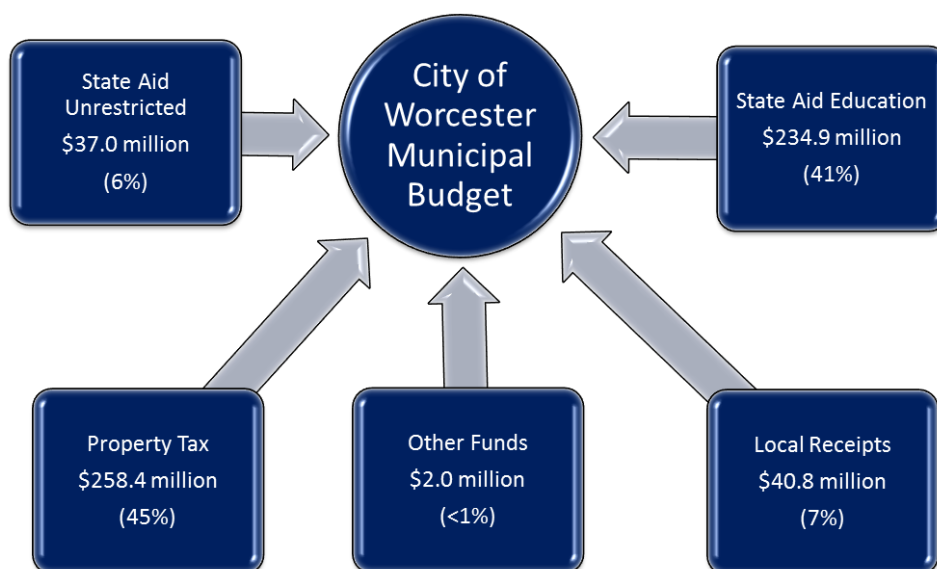 State Aid
Unrestricted
$37.0 million
(6%)
City of
Worcester
Municipal
Budget
State Aid Education
$234.9 million
(41%)
Property Tax
$258.4 million
(45%)
Other Funds
$2.0 million
(<1%)
Local Receipts
$40.8 million
(7%)